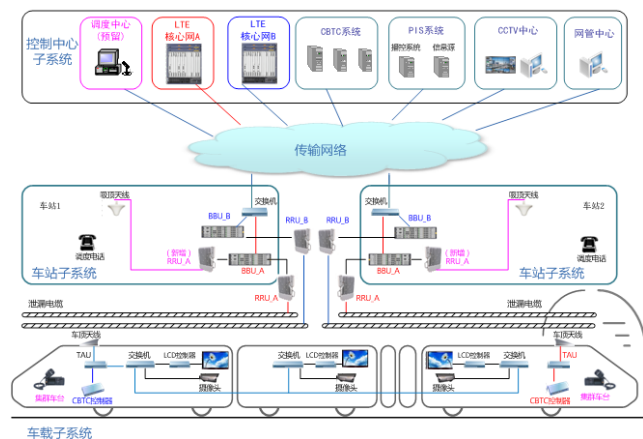 控制中心
子系统
调度中心
(预留)
LTE
核心网A
LTE
核心网B
CBTC系统
PIS系统
操控系统
信息源
CCTV中心
网管中心
传输网络
车站1
吸顶天线
交换机
BBU_B
RRU_B
调度电话
(新增)
RRU_A
BBU_A
车站子系统
RRU_A
RRU_B
交换机
BBU_B
吸顶天线
车站2
BBU_A
(新增)
RRU_A
调度电话
车站子系统
RRU_A
泄漏电缆
泄漏电缆
车顶天线
TAU
交换机
LCD控制器
摄像头
集群车台
CBTC控制器
交换机
LCD控制器
摄像头
LCD控制器
交换机
摄像头
车顶天线
TAU
CBTC控制器
集群车台
车载子系统